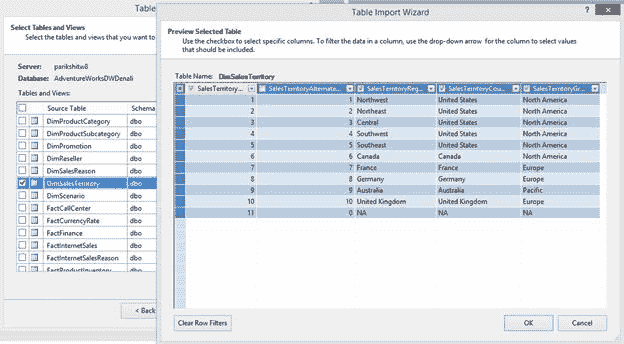 Table
Select Tables and Views
Select the tables and views that you want to
Server: parikshitw8
Database: AdventureWorksDWDenali
Tables and Views:
Source Table Schema
DimProductCategory dbo
DimProductSubcategory dbo
DimPromotion dbo
DimReseller dbo
DimSalesReason dbo
DimSalesTerritory dbo
DimScenario dbo
FactCallCenter dbo
FactCurrencyRate dbo
FactFinance dbo
FactInternetSales dbo
FactInternetSalesReason dbo
FactProductInventory dbo
< Back
Table Import Wizard
Preview Selected Table
Use the checkbox to select specific columns. To filter the data in a column, use the drop-down arrow for the column to select values
that should be included.
Table Name: DimSalesTerritory
SalesTerritory... SalesTerritoryAlternate... SalesTerritoryReg... SalesTerritoryCou... SalesTerritoryGr...
1 1 Northwest United States North America
2 2 Northeast United States North America
3 3 Central United States North America
4 4 Southwest United States North America
5 5 Southeast United States North America
6 6 Canada Canada North America
7 7 France France Europe
8 8 Germany Germany Europe
9 9 Australia Australia Pacific
10 10 United Kingdom United Kingdom Europe
11 0 NA NA NA
Clear Row Filters
OK
Cancel